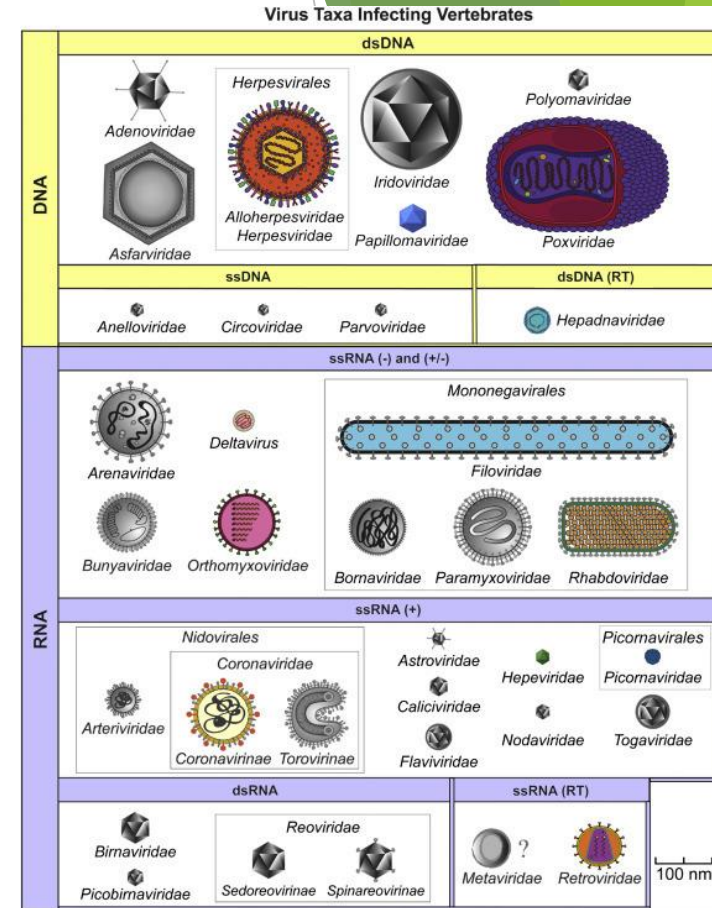 Virus Taxa Infecting Vertebrates
DNA
dsDNA
Adenoviridae
Asfarviridae
Herpesvirales
Alloherpesviridae
Herpesviridae
Iridoviridae
Papillomaviridae
Polyomaviridae
Poxviridae
ssDNA
Anelloviridae Circoviridae Parvoviridae
dsDNA (RT)
Hepadnaviridae
RNA
ssRNA (-) and (+/-)
Arenaviridae
Deltavirus
Bunyaviridae Orthomyxoviridae
Mononegavirales
Filoviridae
Bornaviridae Paramyxoviridae Rhabdoviridae
ssRNA (+)
Nidovirales
Arteriviridae
Coronaviridae
Coronavirinae Torovirinae
Astroviridae
Caliciviridae
Flaviviridae
Hepeviridae
Nodaviridae
Picornavirales
Picornaviridae
Togaviridae
dsRNA
Birnaviridae
Picobirnaviridae
Reoviridae
Sedoreovirinae Spinareovirinae
ssRNA (RT)
?
Metaviridae Retroviridae
100 nm